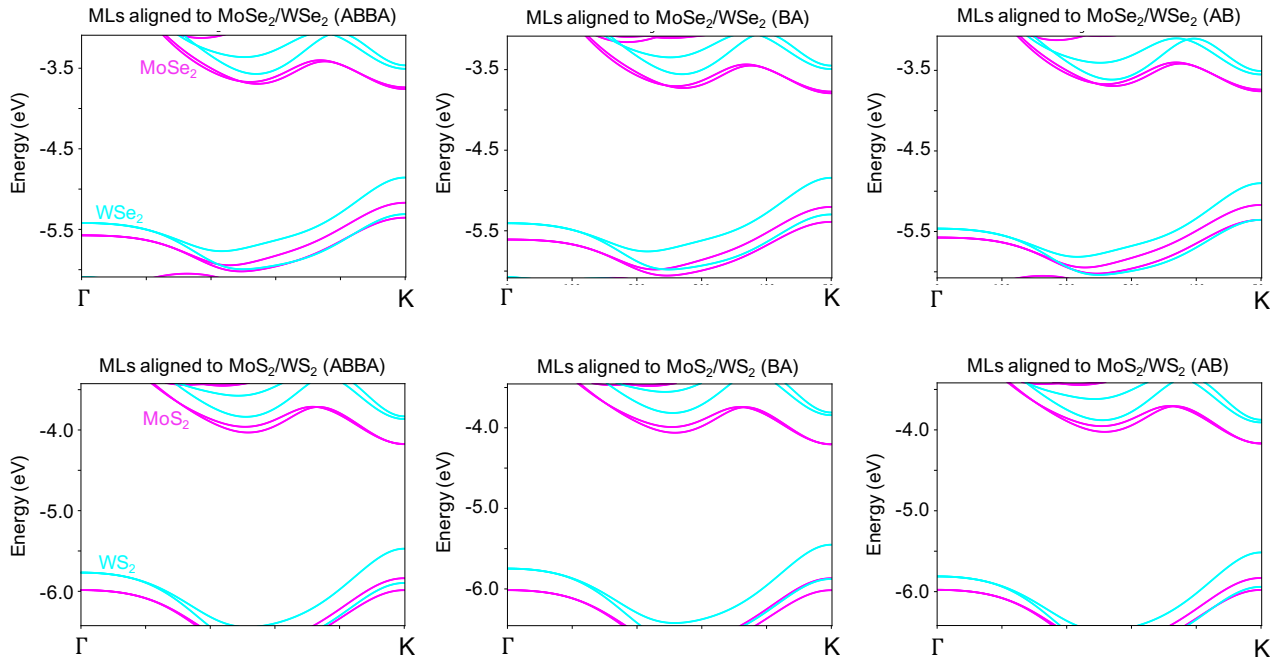 MLs aligned to MoSe₂/WSe₂ (ABBA)
Energy (eV)
-3.5
-4.5
-5.5
MoSe₂
WSe₂
Γ
K
MLs aligned to MoSe₂/WSe₂ (BA)
Energy (eV)
-3.5
-4.5
-5.5
Γ
K
MLs aligned to MoSe₂/WSe₂ (AB)
Energy (eV)
-3.5
-4.5
-5.5
Γ
K
MLs aligned to MoS₂/WS₂ (ABBA)
Energy (eV)
-4.0
-5.0
-6.0
MoS₂
WS₂
Γ
K
MLs aligned to MoS₂/WS₂ (BA)
Energy (eV)
-4.0
-5.0
-6.0
Γ
K
MLs aligned to MoS₂/WS₂ (AB)
Energy (eV)
-4.0
-5.0
-6.0
Γ
K